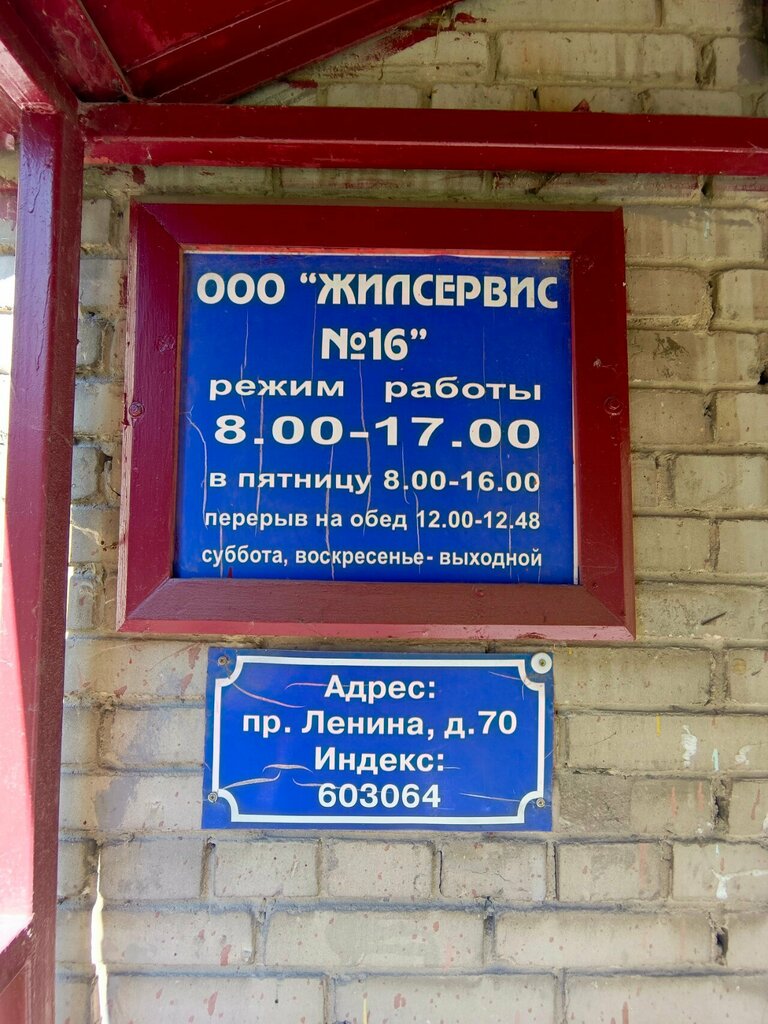 ООО “ЖИЛСЕРВИС
№16”
режим работы
8.00-17.00
в пятницу 8.00-16.00
перерыв на обед 12.00-12.48
суббота, воскресенье- выходной
Адрес:
пр. Ленина, д.70
Индекс:
603064